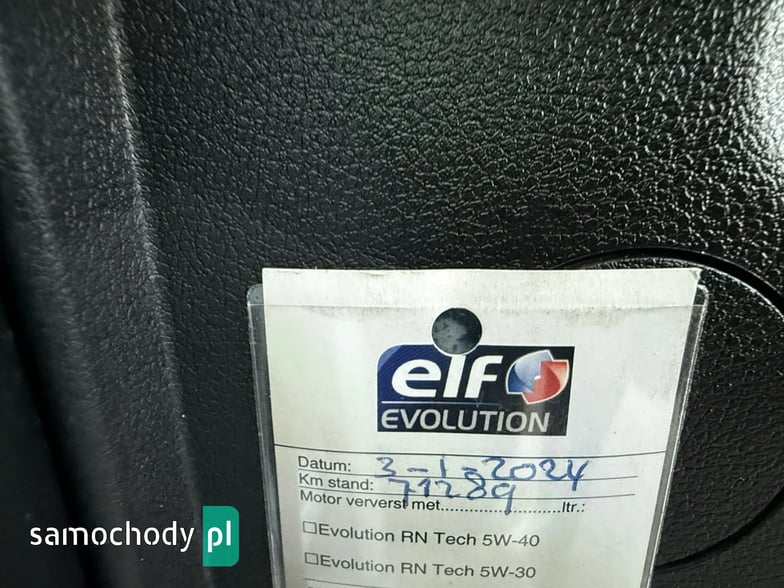 elf
EVOLUTION
Datum: 3-1-2024
Km stand: 71289
Motor ververst met......................ltr.:
☐Evolution RN Tech 5W-40
☐Evolution RN Tech 5W-30
samochody pl